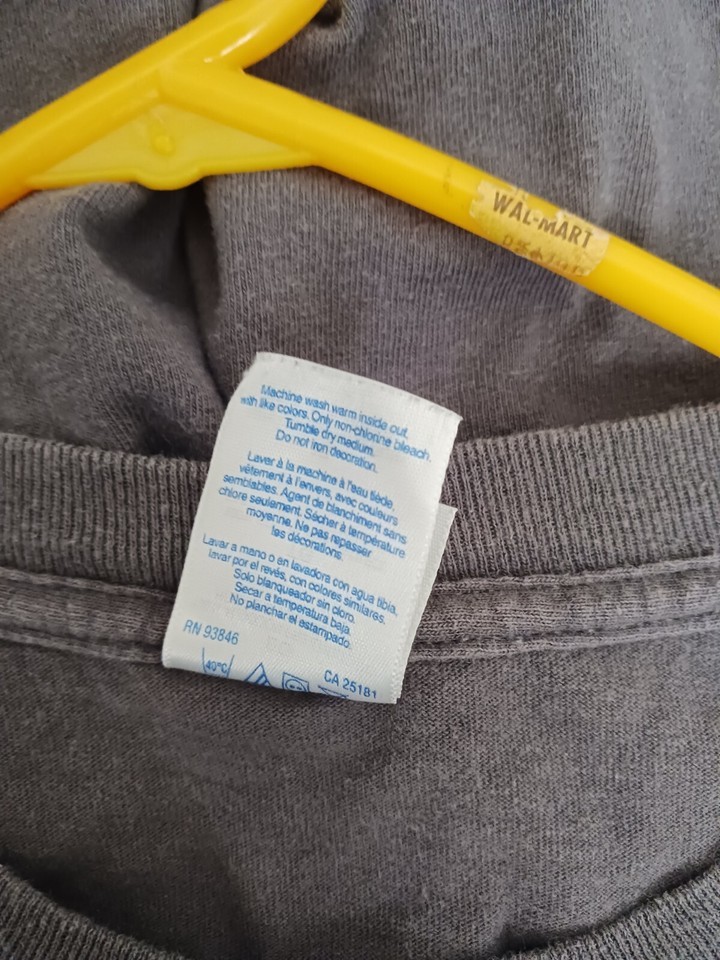 WAL-MART
Machine wash warm inside out,
with like colors. Only non-chlorine bleach.
Tumble dry medium.
Do not iron decoration.
Laver à la machine à l'eau tiède,
vêtement à l'envers, avec couleurs
semblables. Agent de blanchiment sans
chlore seulement. Sécher à température
moyenne. Ne pas repasser
les décorations.
Lavar a mano o en lavadora con agua tibia,
lavar por el revés, con colores similares.
Solo blanqueador sin cloro.
Secar a temperatura baja.
No planchar el estampado.
RN 93846
40°C
CA 25181